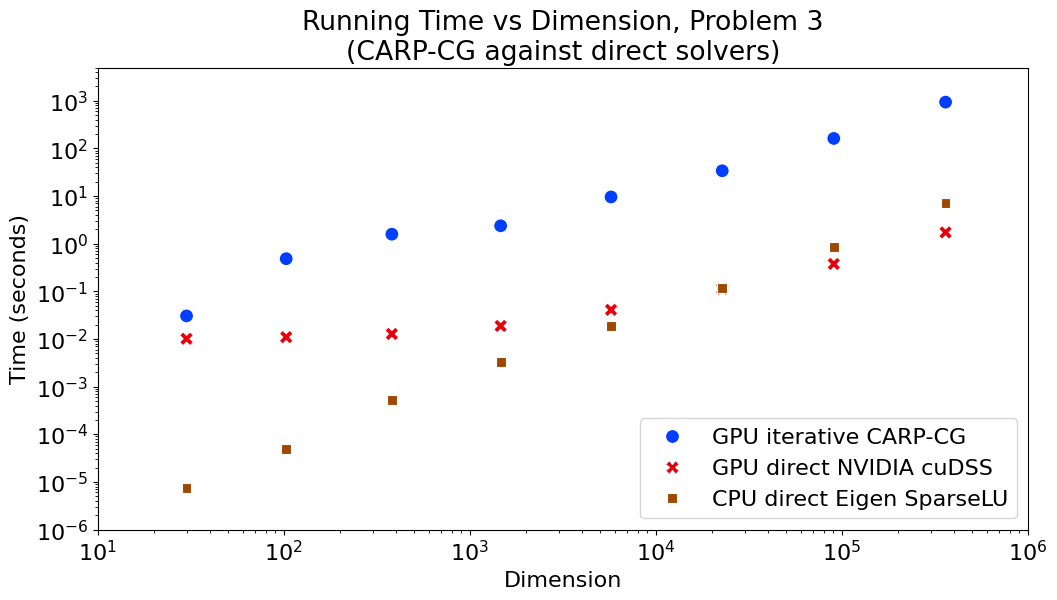 Running Time vs Dimension, Problem 3
(CARP-CG against direct solvers)
Time (seconds)
10³
10²
10¹
10⁰
10⁻¹
10⁻²
10⁻³
10⁻⁴
10⁻⁵
10⁻⁶
GPU iterative CARP-CG
GPU direct NVIDIA cuDSS
CPU direct Eigen SparseLU
10¹ 10² 10³ 10⁴ 10⁵ 10⁶
Dimension